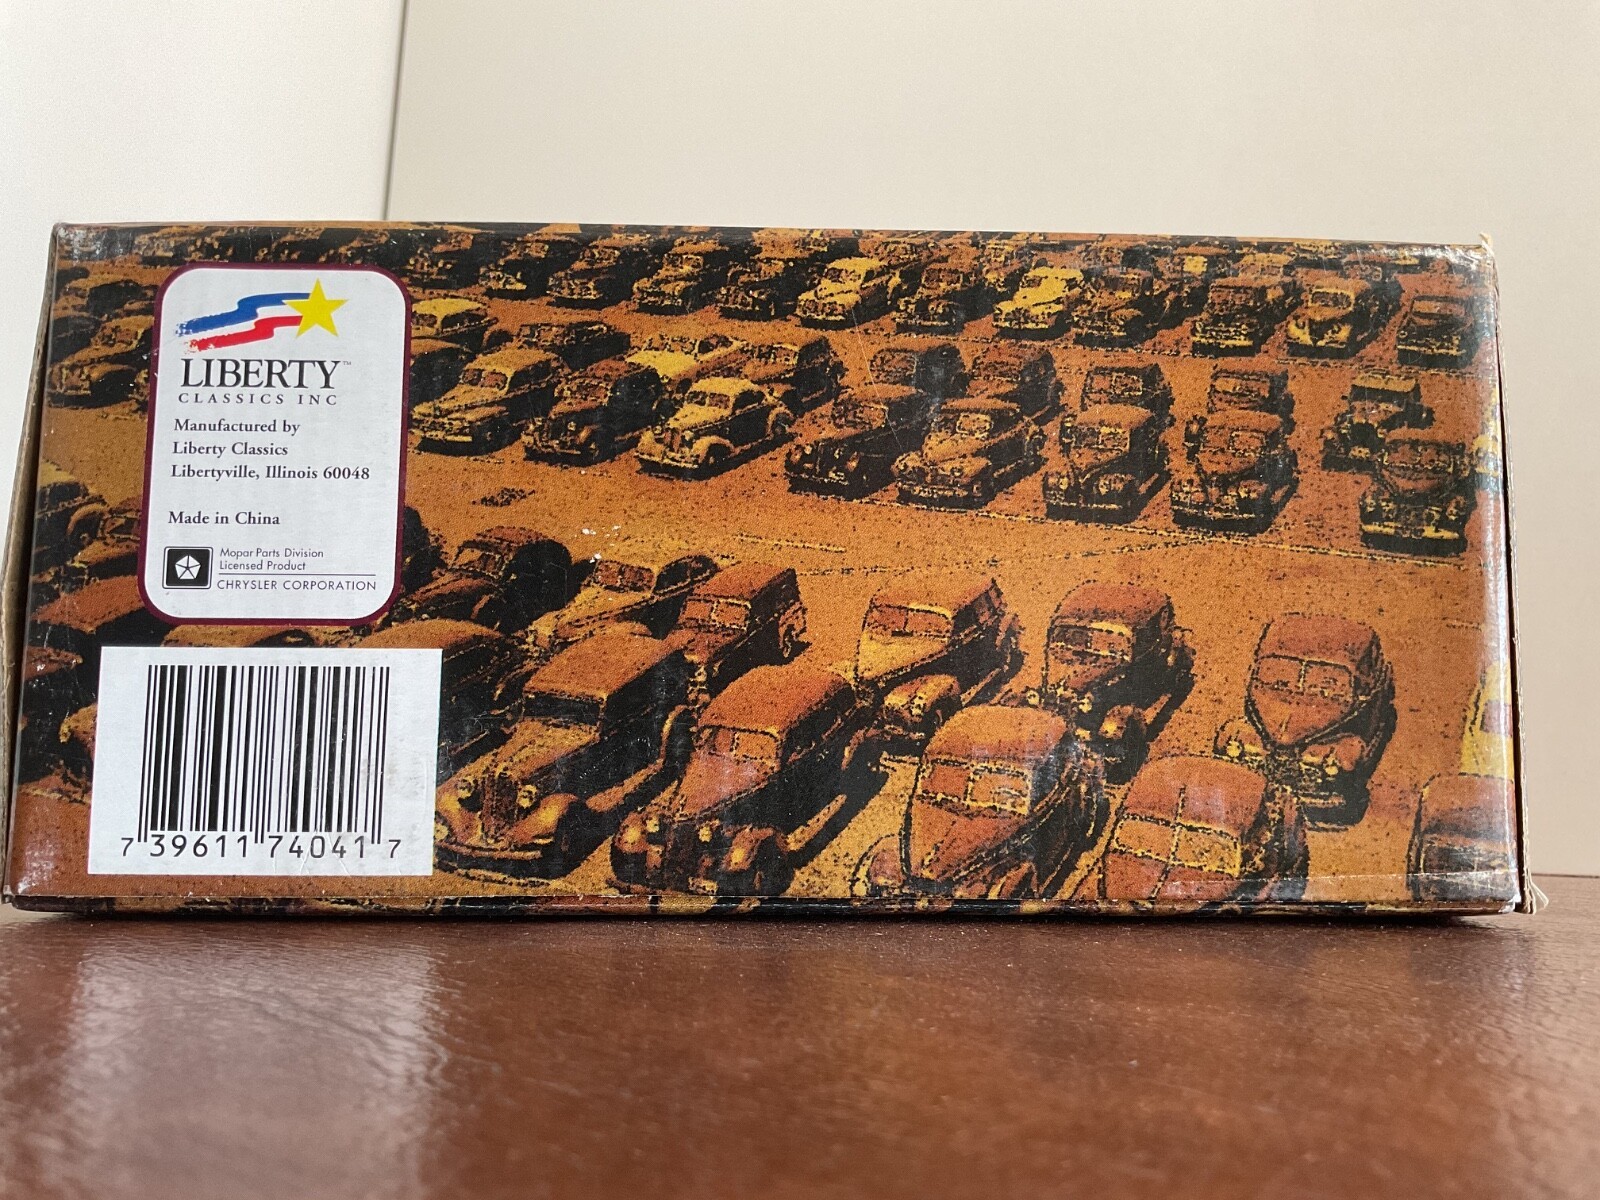 LIBERTY™
CLASSICS INC
Manufactured by
Liberty Classics
Libertyville, Illinois 60048
Made in China
Mopar Parts Division
Licensed Product
CHRYSLER CORPORATION
7 39611 74041 7